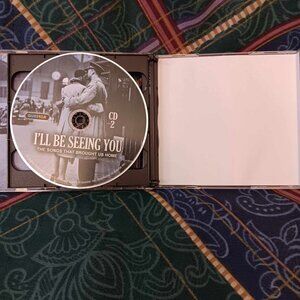 CD
2
I'LL BE SEEING YOU
THE SONGS THAT BROUGHT US HOME